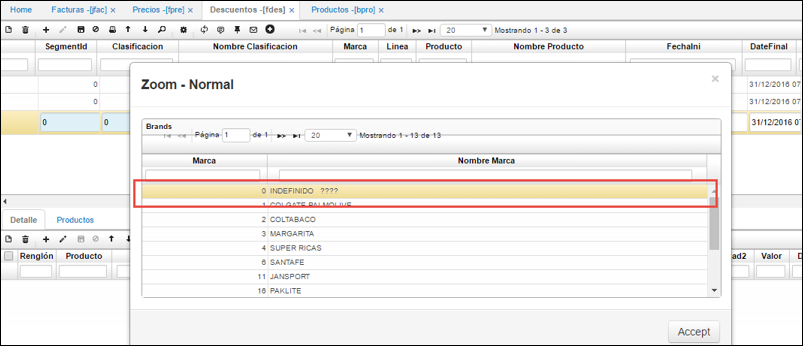 Home Facturas -[jfac] × Precios -[fpre] × Descuentos -[fdes] × Productos -[bpro] ×
Página 1 de 1 20 Mostrando 1 - 3 de 3
SegmentId Clasificacion Nombre Clasificacion Marca Linea Producto Nombre Producto FechaIni DateFinal
0 31/12/2016 07
0 31/12/2016 07
0 0 31/12/2016 07
Zoom - Normal ×
Brands
Página 1 de 1 20 Mostrando 1 - 13 de 13
Marca Nombre Marca
0 INDEFINIDO ????
1 COLGATE PALMOLIVE
2 COLTABACO
3 MARGARITA
4 SUPER RICAS
6 SANTAFE
11 JANSPORT
16 PAKLITE
Accept
Detalle Productos
Renglón Producto ad2 Valor D